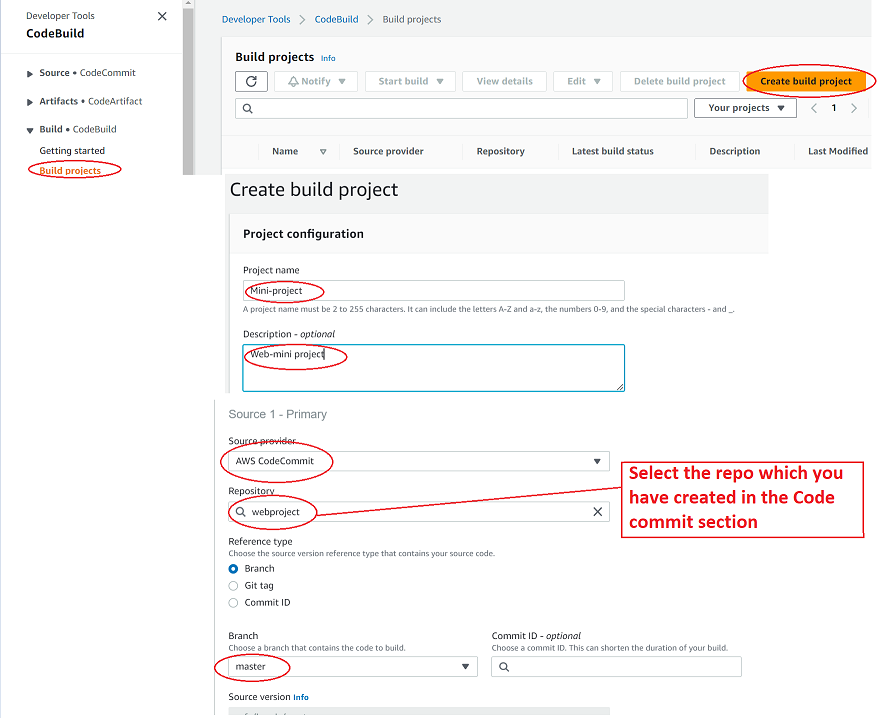 Developer Tools
CodeBuild
Source • CodeCommit
Artifacts • CodeArtifact
Build • CodeBuild
Getting started
Build projects
Developer Tools > CodeBuild > Build projects
Build projects Info
Notify Start build View details Edit Delete build project Create build project
Your projects 1
Name Source provider Repository Latest build status Description Last Modified
Create build project
Project configuration
Project name
Mini-project
A project name must be 2 to 255 characters. It can include the letters A-Z and a-z, the numbers 0-9, and the special characters - and _.
Description - optional
Web-mini project
Source 1 - Primary
Source provider
AWS CodeCommit
Repository
webproject
Select the repo which you
have created in the Code
commit section
Reference type
Choose the source version reference type that contains your source code.
Branch
Git tag
Commit ID
Branch
Choose a branch that contains the code to build.
master
Commit ID - optional
Choose a commit ID. This can shorten the duration of your build.
Source version Info